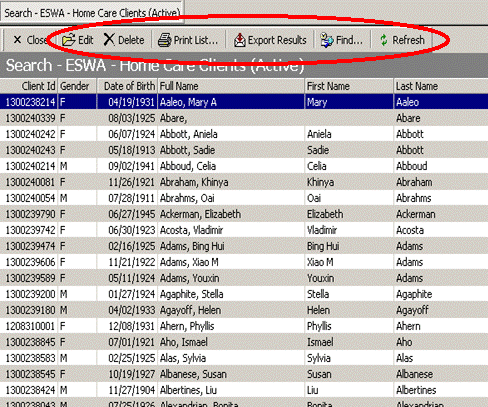 Search - ESWA - Home Care Clients (Active)
Close Edit Delete Print List... Export Results Find... Refresh
Search - ESWA - Home Care Clients (Active)
Client Id Gender Date of Birth Full Name First Name Last Name
1300238214 F 04/19/1931 Aaleo, Mary A Mary Aaleo
1300240339 F 08/03/1925 Abare, Abare
1300240242 F 06/07/1924 Abbott, Aniela Aniela Abbott
1300240243 F 05/18/1913 Abbott, Sadie Sadie Abbott
1300240214 M 09/02/1941 Abboud, Celia Celia Abboud
1300240081 F 11/26/1921 Abraham, Khinya Khinya Abraham
1300240054 M 07/28/1911 Abrahms, Oai Oai Abrahms
1300239790 F 06/27/1945 Ackerman, Elizabeth Elizabeth Ackerman
1300239742 F 06/30/1923 Acosta, Vladimir Vladimir Acosta
1300239474 F 02/16/1925 Adams, Bing Hui Bing Hui Adams
1300239606 F 11/21/1922 Adams, Xiao M Xiao M Adams
1300239589 F 05/11/1924 Adams, Youxin Youxin Adams
1300239200 M 01/27/1924 Agaphite, Stella Stella Agaphite
1300239180 M 04/02/1933 Agayoff, Helen Helen Agayoff
1208310001 F 12/08/1931 Ahern, Phyllis Phyllis Ahern
1300238845 F 07/01/1921 Aho, Ismael Ismael Aho
1300238583 M 02/25/1925 Alas, Sylvia Sylvia Alas
1300238545 F 10/19/1927 Albanese, Susan Susan Albanese
1300238424 M 11/27/1904 Albertines, Liu Liu Albertines
1300238043 M 07/25/1926 Alexandrian, Bonita Bonita Alexandrian